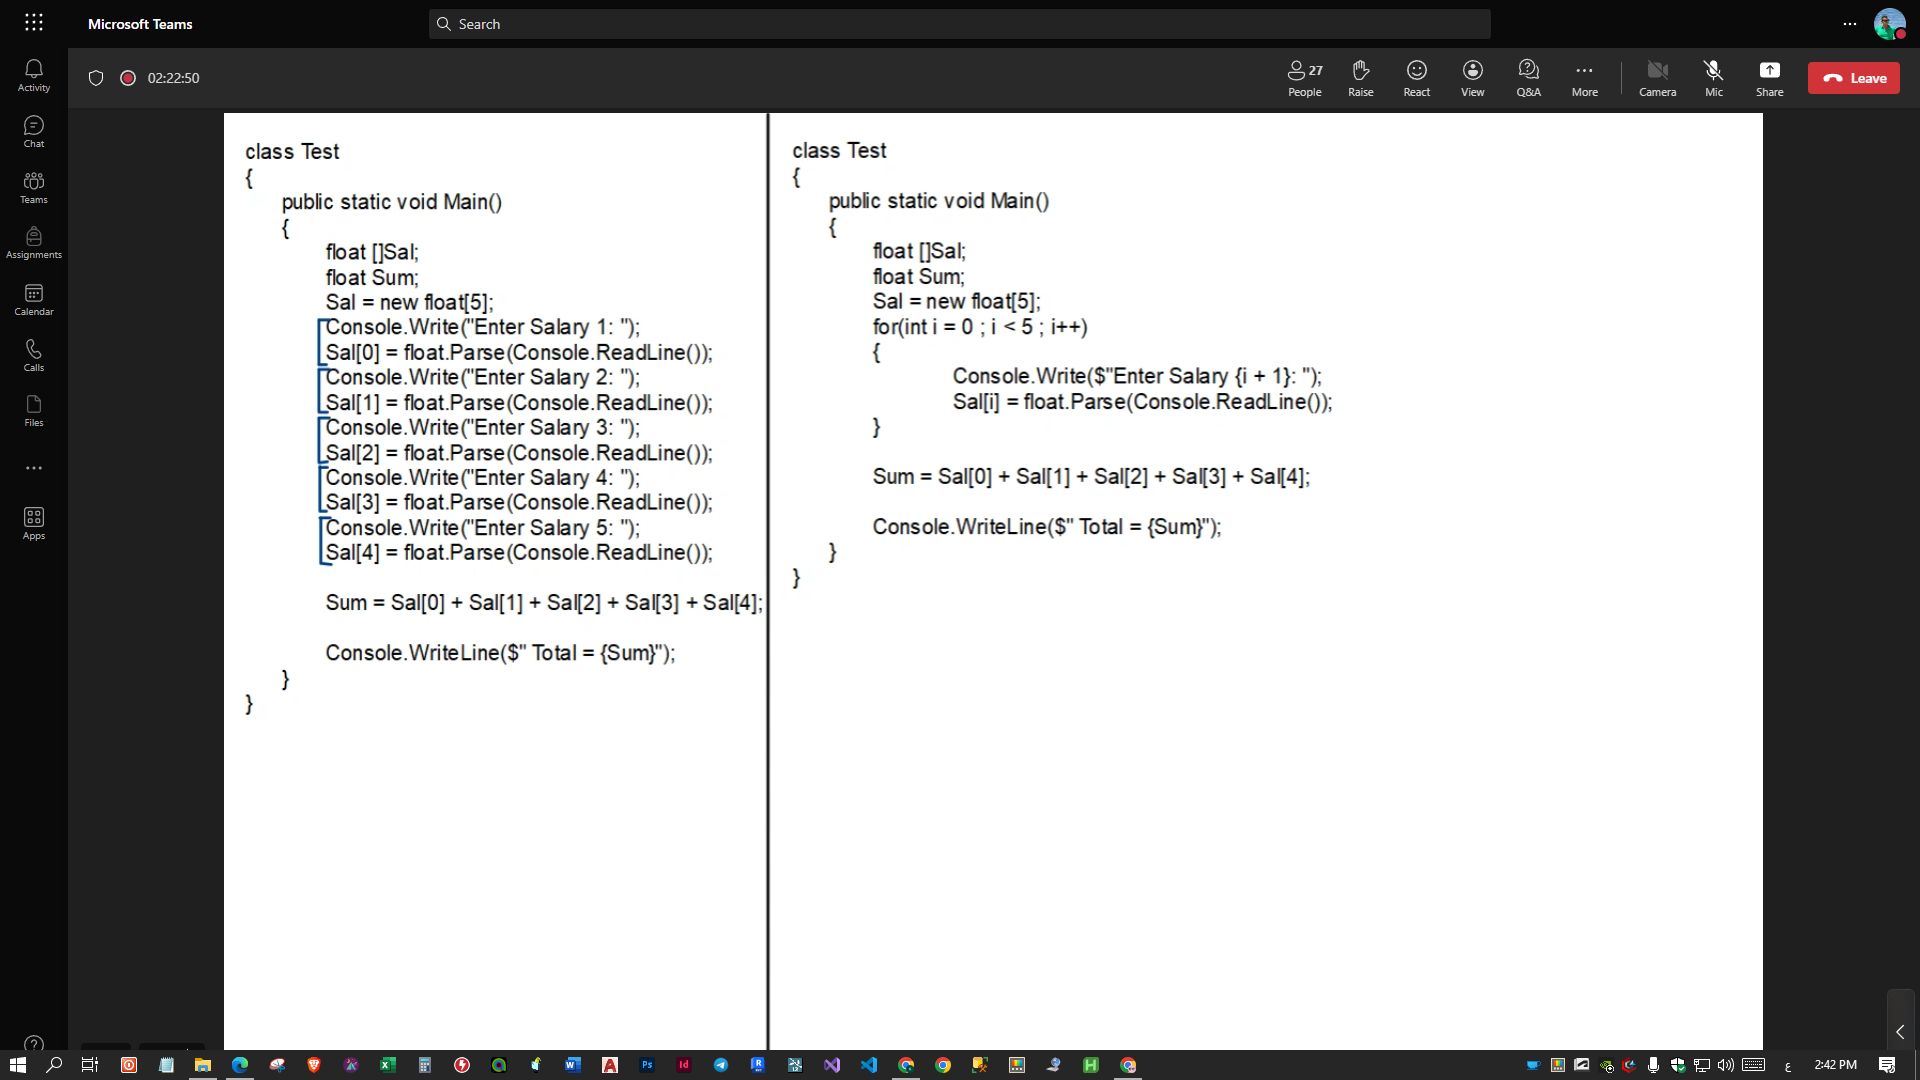 Microsoft Teams
Search
02:22:50
27
People
Raise
React
View
Q&A
More
Camera
Mic
Share
Leave
Activity
Chat
Teams
Assignments
Calendar
Calls
Files
Apps
class Test
{
public static void Main()
{
float []Sal;
float Sum;
Sal = new float[5];
Console.Write("Enter Salary 1: ");
Sal[0] = float.Parse(Console.ReadLine());
Console.Write("Enter Salary 2: ");
Sal[1] = float.Parse(Console.ReadLine());
Console.Write("Enter Salary 3: ");
Sal[2] = float.Parse(Console.ReadLine());
Console.Write("Enter Salary 4: ");
Sal[3] = float.Parse(Console.ReadLine());
Console.Write("Enter Salary 5: ");
Sal[4] = float.Parse(Console.ReadLine());
Sum = Sal[0] + Sal[1] + Sal[2] + Sal[3] + Sal[4];
Console.WriteLine($" Total = {Sum}");
}
}
class Test
{
public static void Main()
{
float []Sal;
float Sum;
Sal = new float[5];
for(int i = 0 ; i < 5 ; i++)
{
Console.Write($"Enter Salary {i + 1}: ");
Sal[i] = float.Parse(Console.ReadLine());
}
Sum = Sal[0] + Sal[1] + Sal[2] + Sal[3] + Sal[4];
Console.WriteLine($" Total = {Sum}");
}
}
ع
2:42 PM